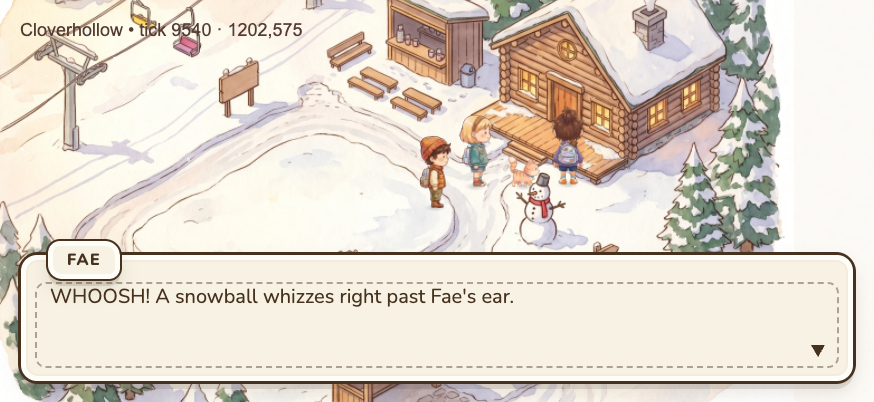 Cloverhollow • tick 9540 · 1202,575
FAE
WHOOSH! A snowball whizzes right past Fae's ear.